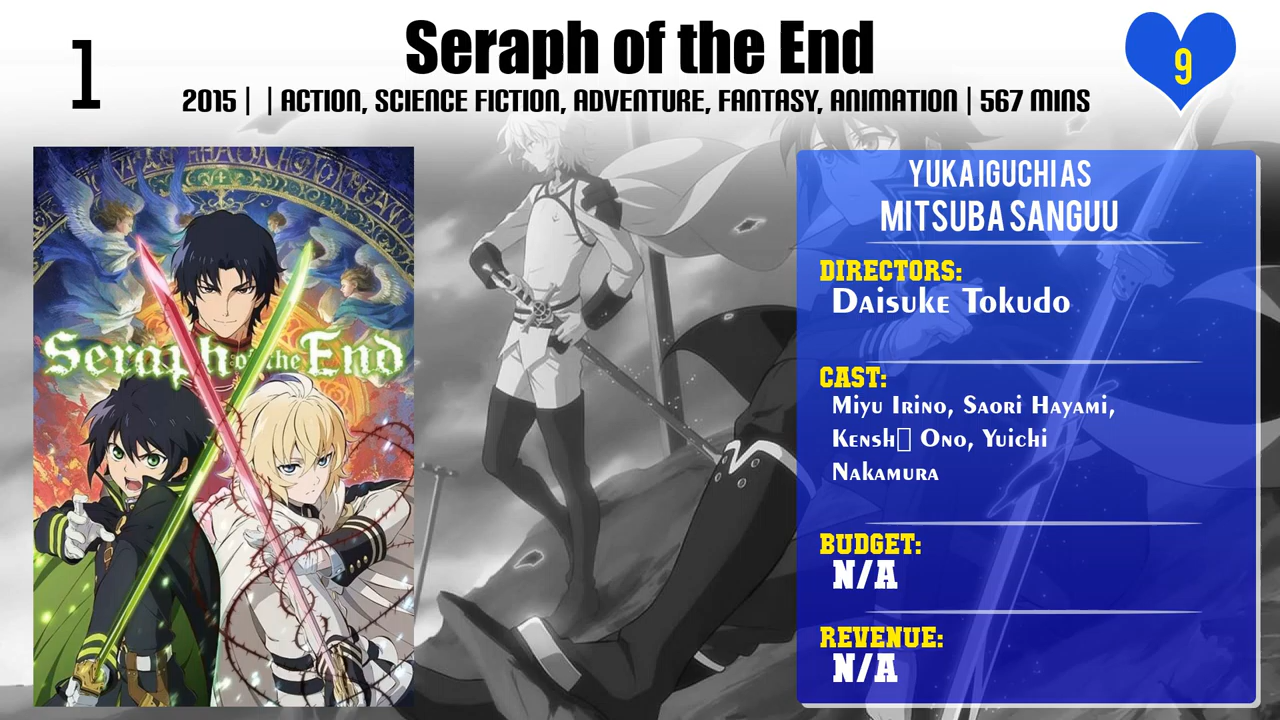 1
Seraph of the End
9
2015 | | ACTION, SCIENCE FICTION, ADVENTURE, FANTASY, ANIMATION | 567 MINS
Seraph of the End
YUKA IGUCHI AS
MITSUBA SANGUU
DIRECTORS:
Daisuke Tokudo
CAST:
Miyu Irino, Saori Hayami,
Kensh□ Ono, Yuichi
Nakamura
BUDGET:
N/A
REVENUE:
N/A